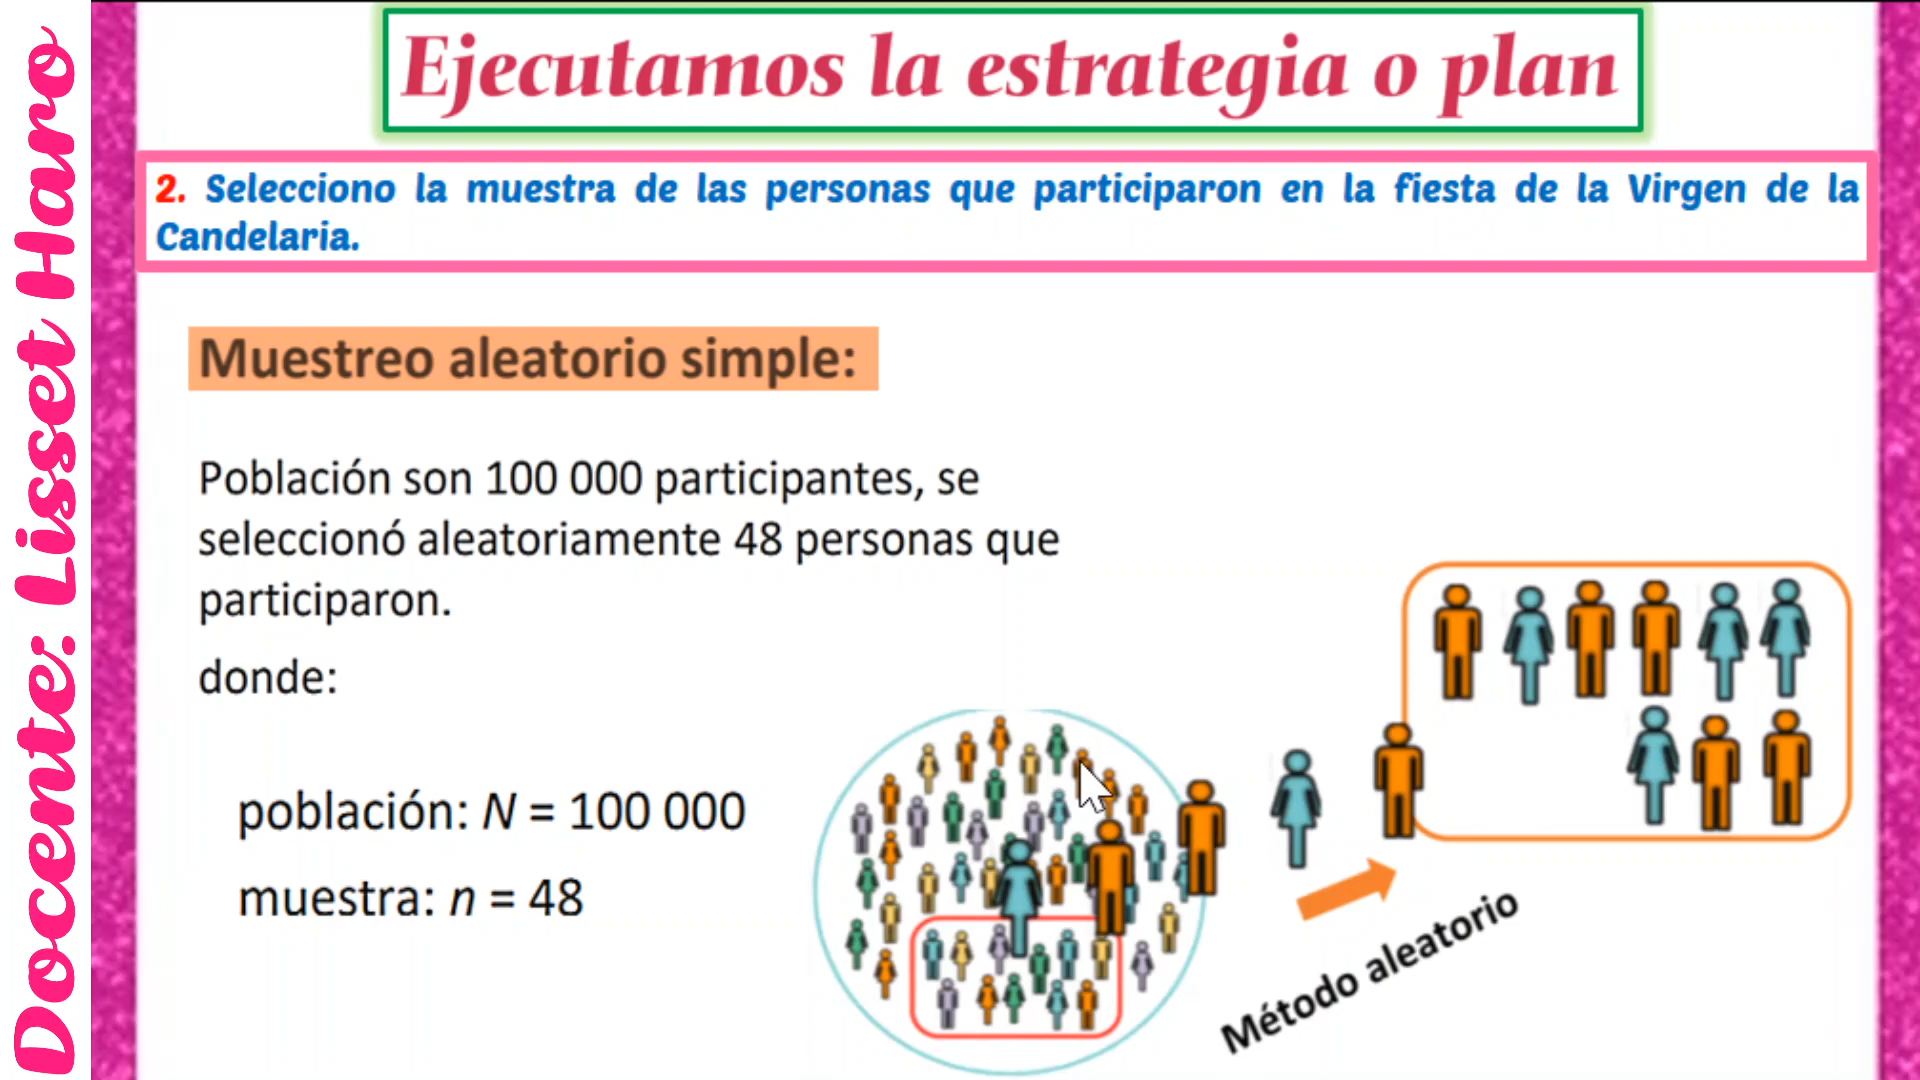 Docente: Lisset Haro
Ejecutamos la estrategia o plan
2. Selecciono la muestra de las personas que participaron en la fiesta de la Virgen de la
Candelaria.
Muestreo aleatorio simple:
Población son 100 000 participantes, se
seleccionó aleatoriamente 48 personas que
participaron.
donde:
población: N = 100 000
muestra: n = 48
Método aleatorio